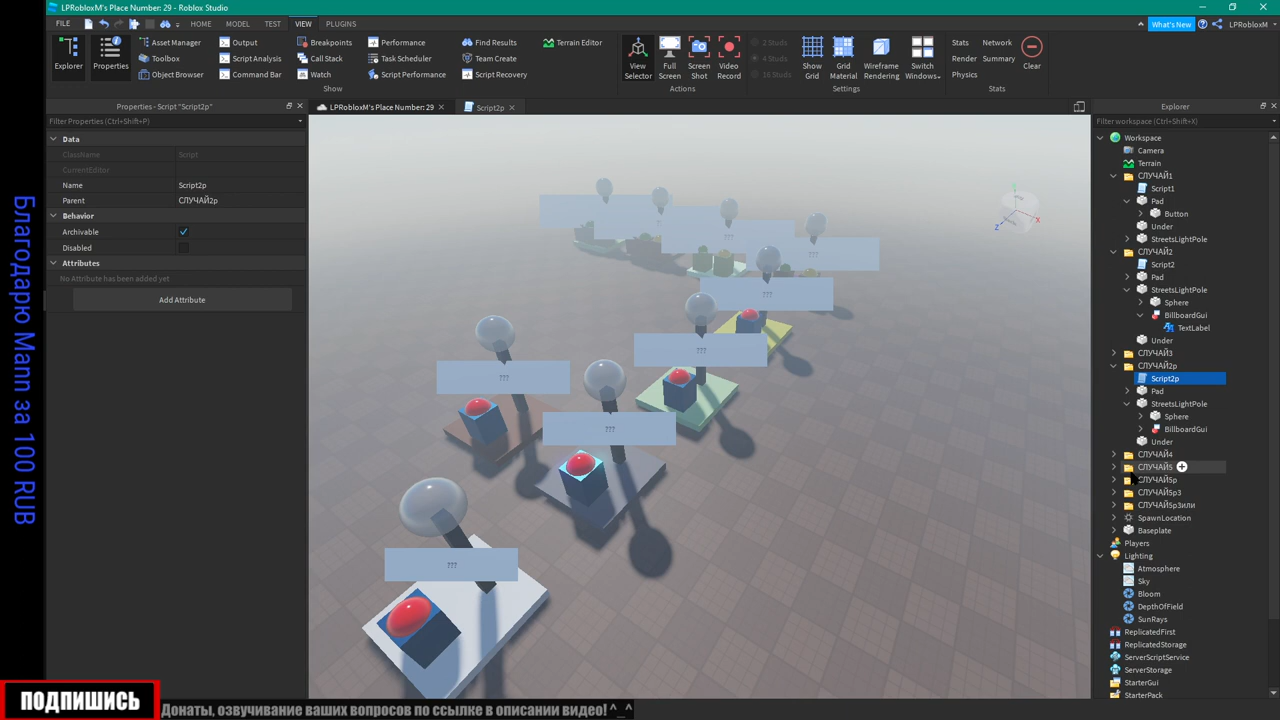 LPRobloxM's Place Number: 29 - Roblox Studio
FILE
HOME
MODEL
TEST
VIEW
PLUGINS
What's New
LPRobloxM
Explorer
Properties
Asset Manager
Toolbox
Object Browser
Output
Script Analysis
Command Bar
Breakpoints
Call Stack
Watch
Performance
Task Scheduler
Script Performance
Find Results
Team Create
Script Recovery
Terrain Editor
Show
View Selector
Full Screen
Screen Shot
Video Record
Actions
2 Studs
4 Studs
16 Studs
Show Grid
Grid Material
Wireframe Rendering
Switch Windows
Settings
Stats
Network
Render
Summary
Physics
Clear
Stats
Properties - Script "Script2p"
Filter Properties (Ctrl+Shift+P)
Data
ClassName Script
CurrentEditor
Name Script2p
Parent СЛУЧАЙ2р
Behavior
Archivable
Disabled
Attributes
No Attribute has been added yet
Add Attribute
LPRobloxM's Place Number: 29
Script2p
???
???
???
???
???
???
???
???
Explorer
Filter workspace (Ctrl+Shift+X)
Workspace
Camera
Terrain
СЛУЧАЙ1
Script1
Pad
Button
Under
StreetsLightPole
СЛУЧАЙ2
Script2
Pad
StreetsLightPole
Sphere
BillboardGui
TextLabel
Under
СЛУЧАЙ3
СЛУЧАЙ2р
Script2p
Pad
StreetsLightPole
Sphere
BillboardGui
Under
СЛУЧАЙ4
СЛУЧАЙ5
СЛУЧАЙ5р
СЛУЧАЙ5р3
СЛУЧАЙ5р3или
SpawnLocation
Baseplate
Players
Lighting
Atmosphere
Sky
Bloom
DepthOfField
SunRays
ReplicatedFirst
ReplicatedStorage
ServerScriptService
ServerStorage
StarterGui
StarterPack
Благодарю Mann за 100 RUB
ПОДПИШИСЬ
Донаты, озвучивание ваших вопросов по ссылке в описании видео! ^_^